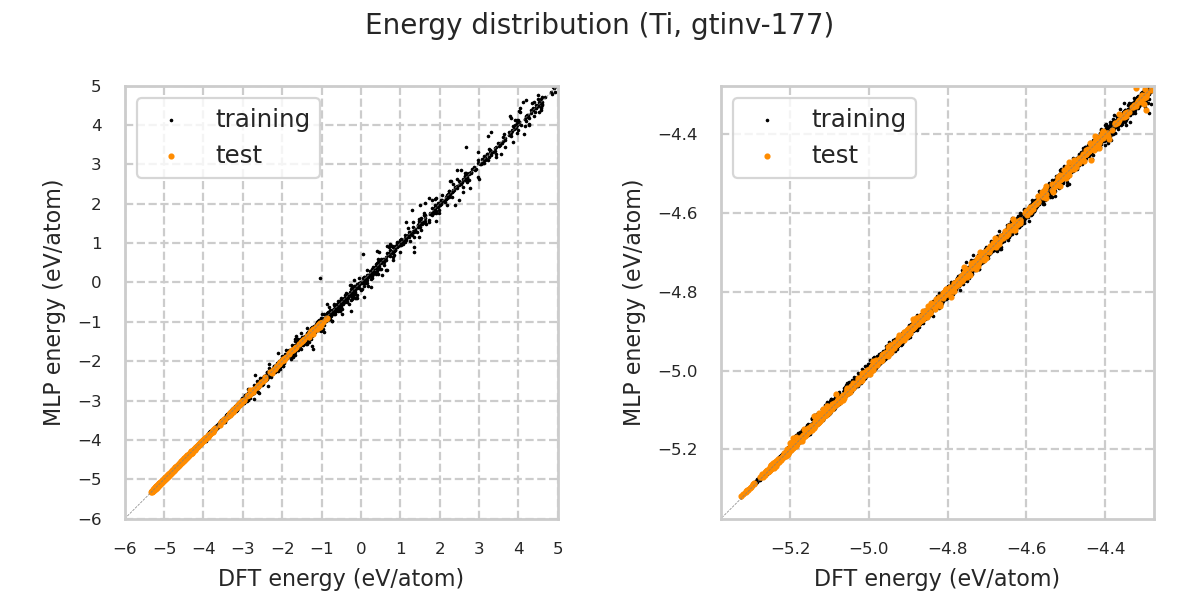 Energy distribution (Ti, gtinv-177)
training
test
5
4
3
2
1
0
−1
−2
−3
−4
−5
−6
−6 −5 −4 −3 −2 −1 0 1 2 3 4 5
MLP energy (eV/atom)
DFT energy (eV/atom)
training
test
−4.4
−4.6
−4.8
−5.0
−5.2
−5.2 −5.0 −4.8 −4.6 −4.4
MLP energy (eV/atom)
DFT energy (eV/atom)